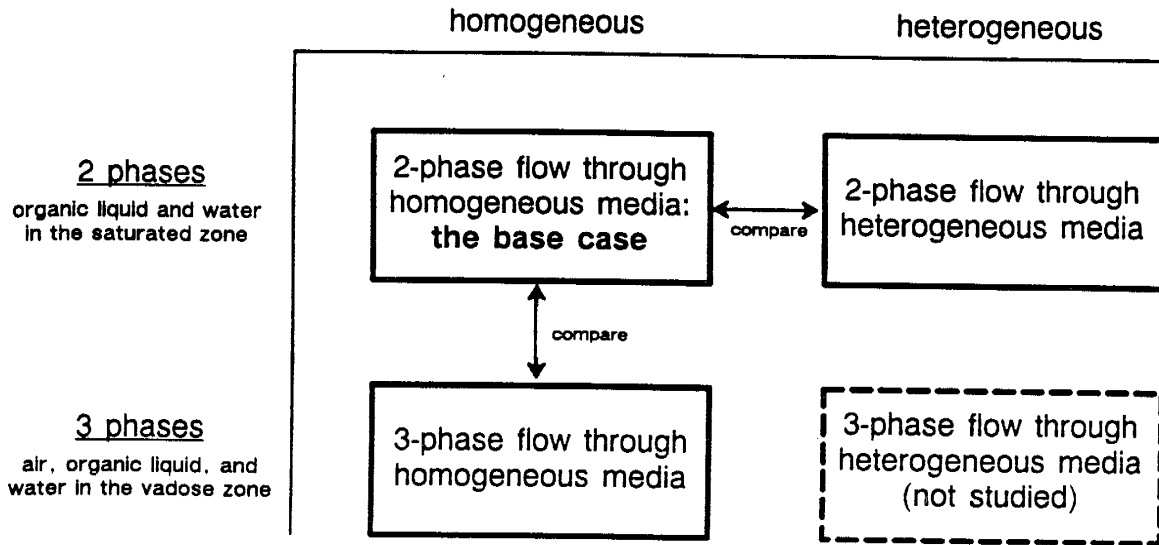 homogeneous
heterogeneous
2 phases
organic liquid and water
in the saturated zone
2-phase flow through
homogeneous media:
the base case
compare
2-phase flow through
heterogeneous media
compare
3 phases
air, organic liquid, and
water in the vadose zone
3-phase flow through
homogeneous media
3-phase flow through
heterogeneous media
(not studied)